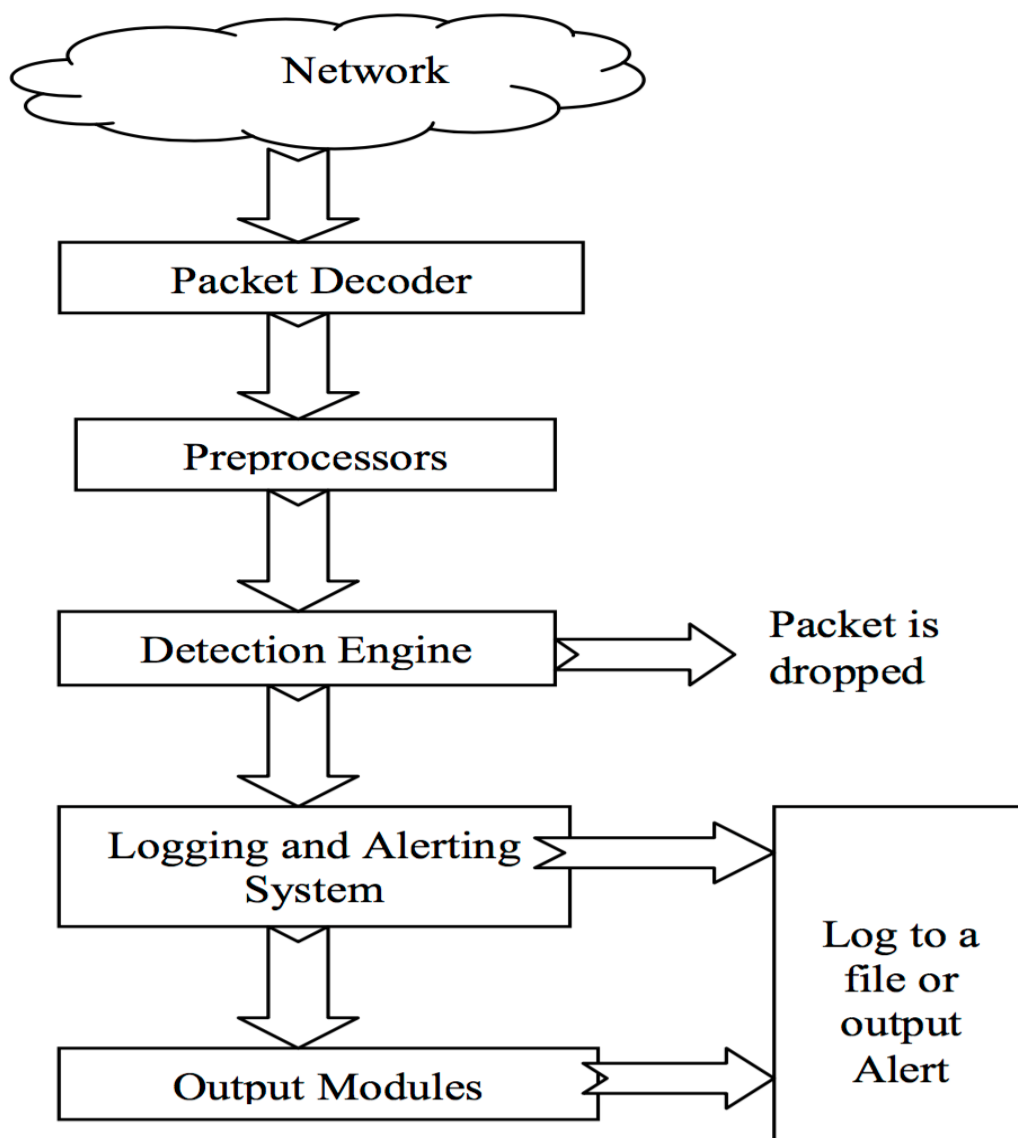 Network
Packet Decoder
Preprocessors
Detection Engine
Packet is
dropped
Logging and Alerting
System
Log to a
file or
output
Alert
Output Modules